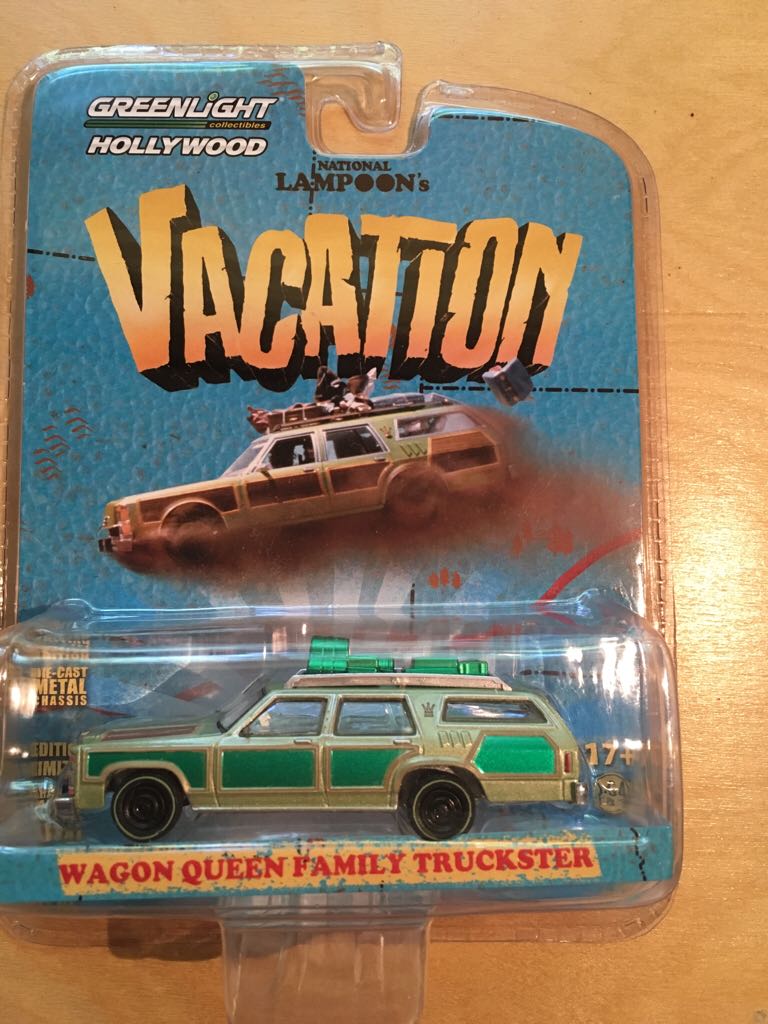 GREENLiGHT
collectibles
HOLLYWOOD
NATIONAL
LAMPOON's
VACATION
DIE-CAST
METAL
CHASSIS
17+
WAGON QUEEN FAMILY TRUCKSTER